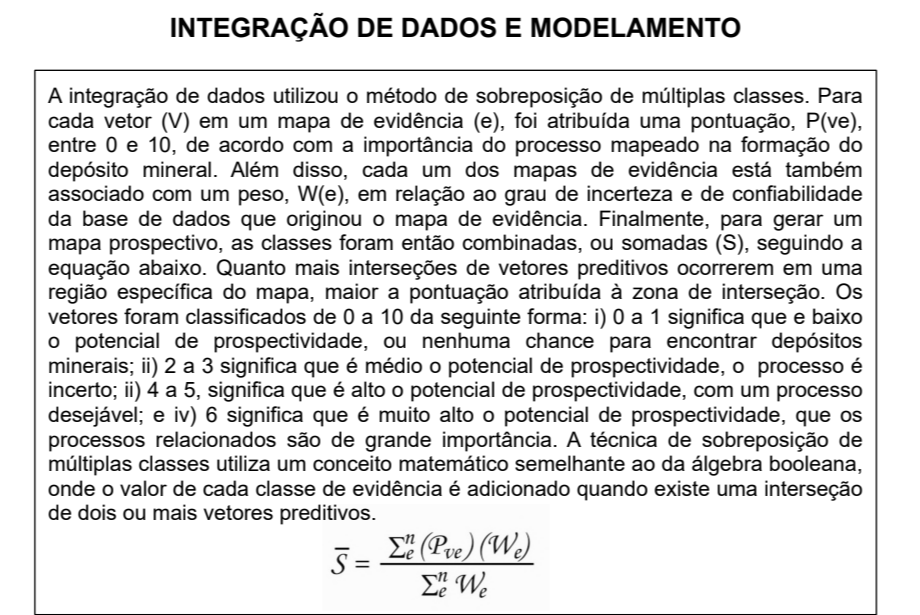 INTEGRAÇÃO DE DADOS E MODELAMENTO
A integração de dados utilizou o método de sobreposição de múltiplas classes. Para
cada vetor (V) em um mapa de evidência (e), foi atribuída uma pontuação, P(ve),
entre 0 e 10, de acordo com a importância do processo mapeado na formação do
depósito mineral. Além disso, cada um dos mapas de evidência está também
associado com um peso, W(e), em relação ao grau de incerteza e de confiabilidade
da base de dados que originou o mapa de evidência. Finalmente, para gerar um
mapa prospectivo, as classes foram então combinadas, ou somadas (S), seguindo a
equação abaixo. Quanto mais interseções de vetores preditivos ocorrerem em uma
região específica do mapa, maior a pontuação atribuída à zona de interseção. Os
vetores foram classificados de 0 a 10 da seguinte forma: i) 0 a 1 significa que e baixo
o potencial de prospectividade, ou nenhuma chance para encontrar depósitos
minerais; ii) 2 a 3 significa que é médio o potencial de prospectividade, o processo é
incerto; ii) 4 a 5, significa que é alto o potencial de prospectividade, com um processo
desejável; e iv) 6 significa que é muito alto o potencial de prospectividade, que os
processos relacionados são de grande importância. A técnica de sobreposição de
múltiplas classes utiliza um conceito matemático semelhante ao da álgebra booleana,
onde o valor de cada classe de evidência é adicionado quando existe uma interseção
de dois ou mais vetores preditivos.
S̅ = Σₑⁿ (Pᵥₑ) (Wₑ) / Σₑⁿ Wₑ